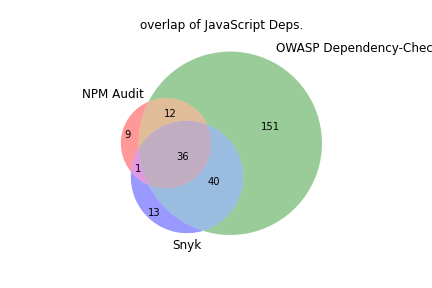 overlap of JavaScript Deps.
OWASP Dependency-Chec
NPM Audit
12
9
151
36
1
40
13
Snyk